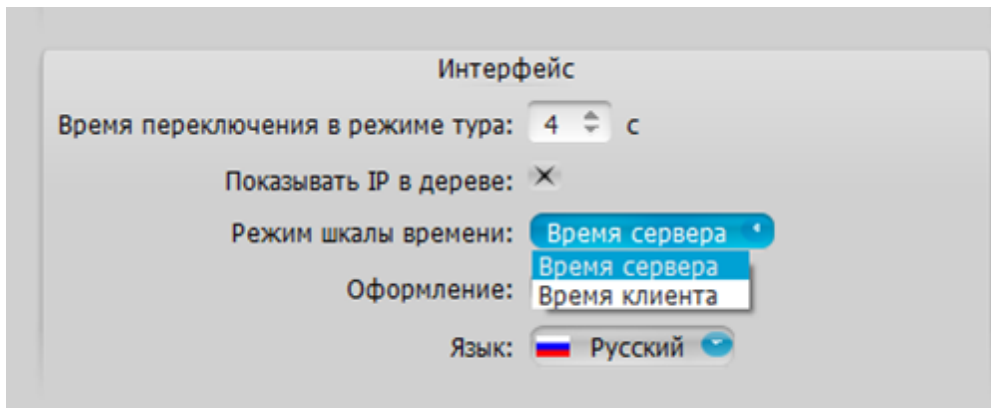 Интерфейс
Время переключения в режиме тура: 4 с
Показывать IP в дереве:
Режим шкалы времени: Время сервера
Время сервера
Оформление: Время клиента
Язык: Русский